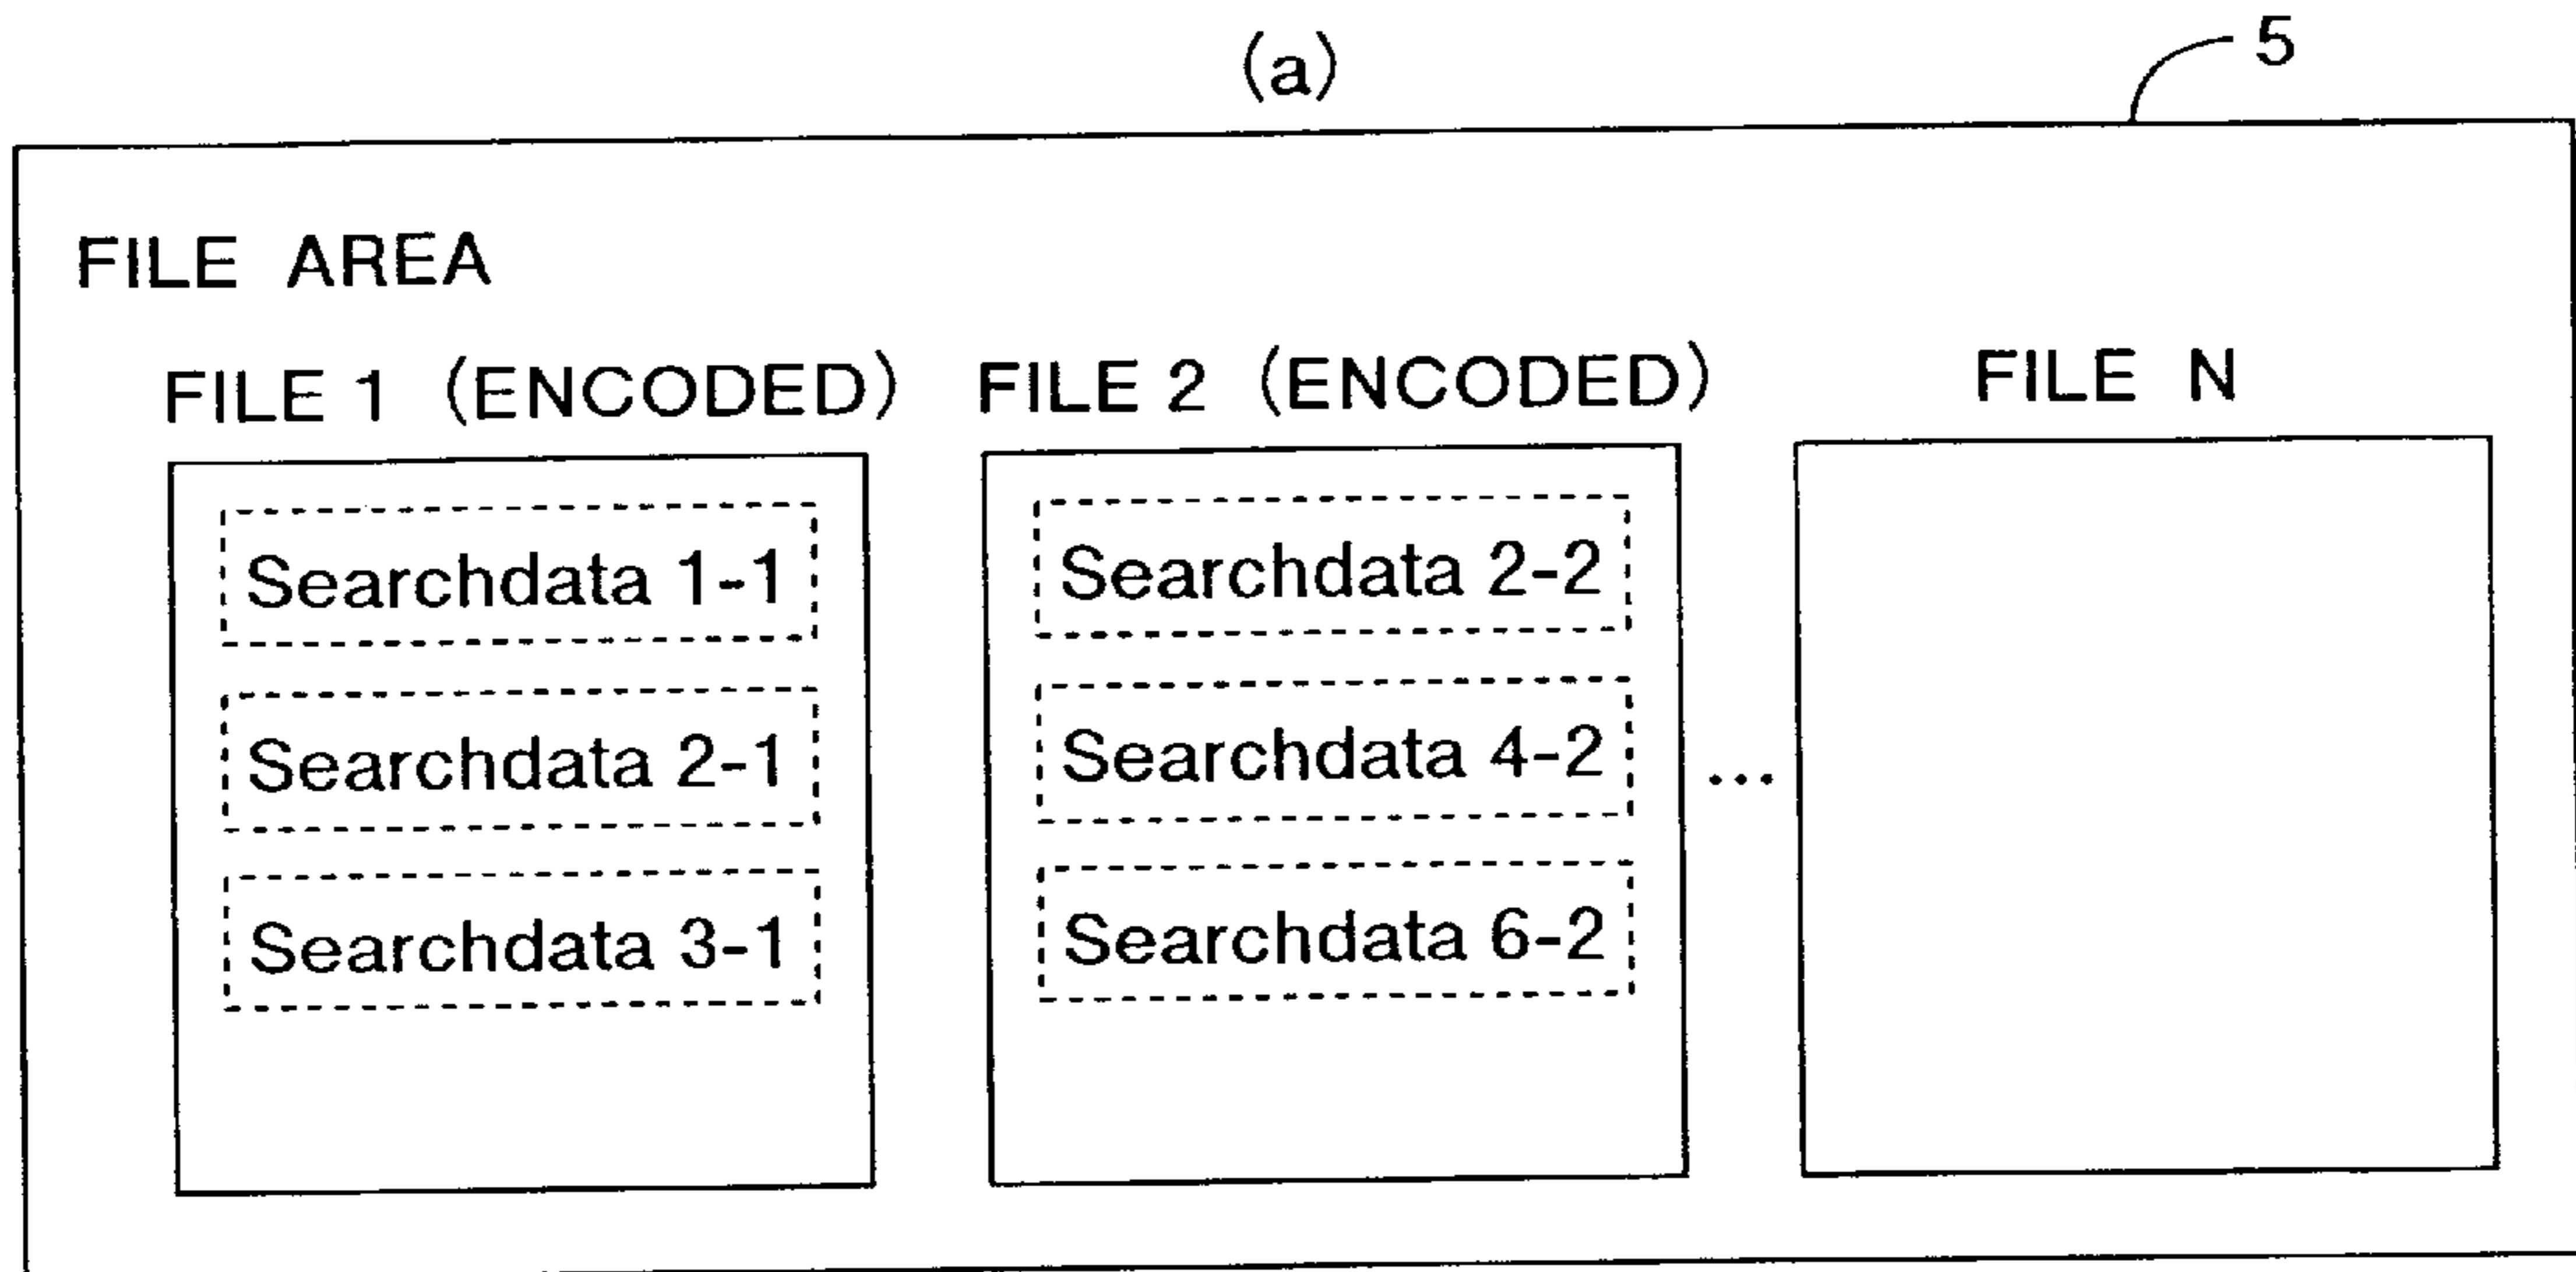 (a)
5
FILE AREA
FILE 1 (ENCODED) FILE 2 (ENCODED) FILE N
Searchdata 1-1 Searchdata 2-2
Searchdata 2-1 Searchdata 4-2 ...
Searchdata 3-1 Searchdata 6-2